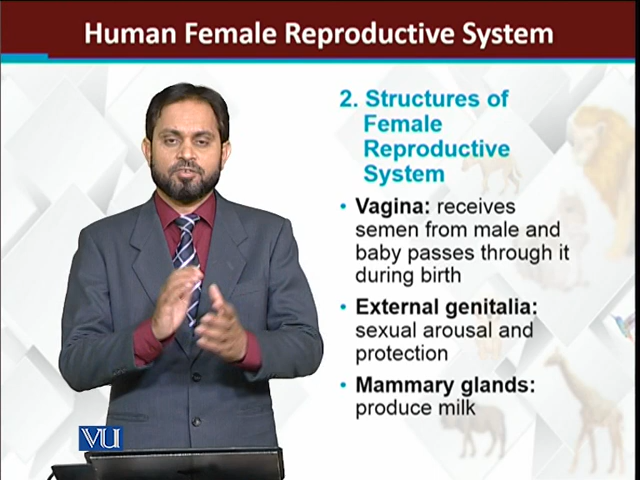 Human Female Reproductive System
2. Structures of
Female
Reproductive
System
• Vagina: receives
semen from male and
baby passes through it
during birth
• External genitalia:
sexual arousal and
protection
• Mammary glands:
produce milk
VU